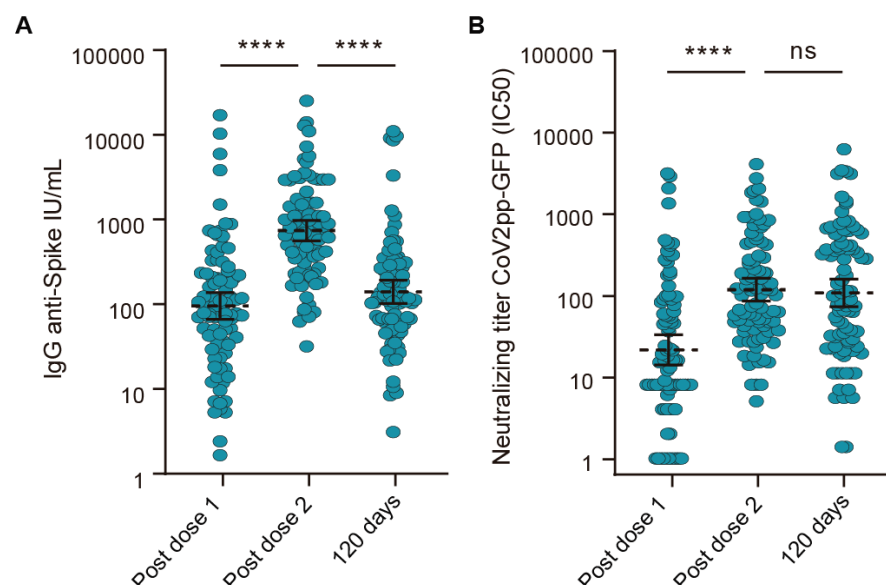 A
IgG anti-Spike IU/mL
100000
10000
1000
100
10
1
****
****
Post dose 1
Post dose 2
120 days
B
Neutralizing titer CoV2pp-GFP (IC50)
100000
10000
1000
100
10
1
****
ns
Post dose 1
Post dose 2
120 days